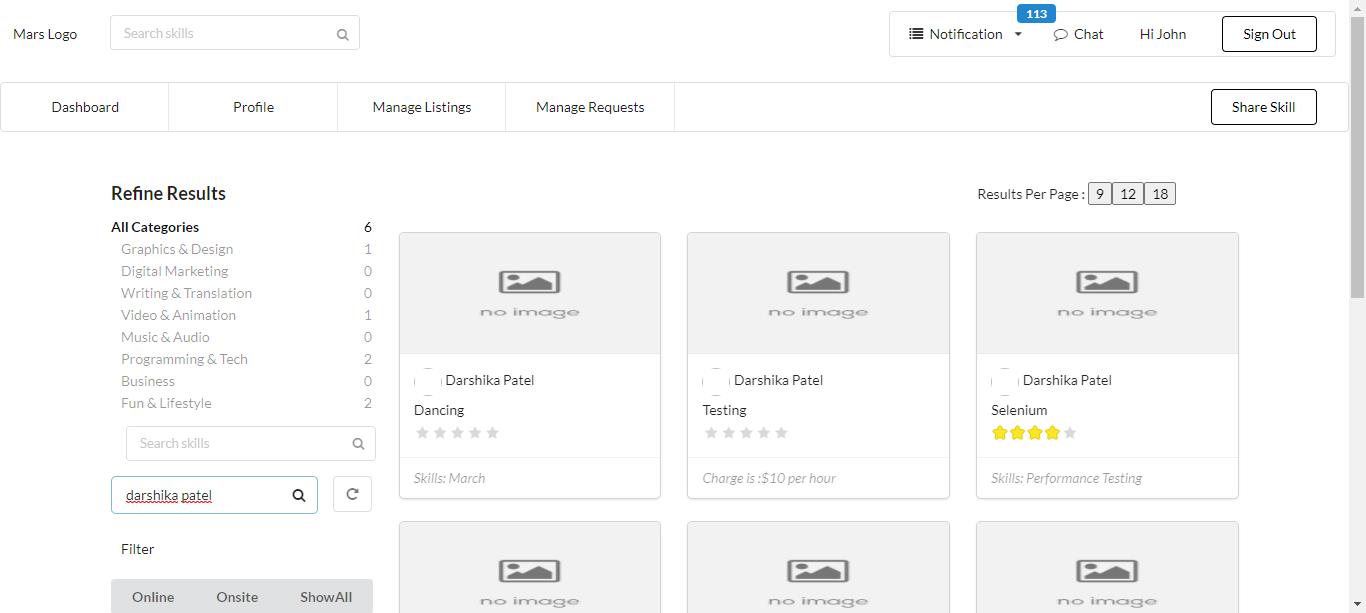 113
Mars Logo
Search skills
Notification
Chat
Hi John
Sign Out
Dashboard
Profile
Manage Listings
Manage Requests
Share Skill
Refine Results
Results Per Page : 9 12 18
All Categories 6
Graphics & Design 1
Digital Marketing 0
Writing & Translation 0
Video & Animation 1
Music & Audio 0
Programming & Tech 2
Business 0
Fun & Lifestyle 2
Search skills
darshika patel
Filter
Online Onsite ShowAll
no image
Darshika Patel
Dancing
Skills: March
no image
Darshika Patel
Testing
Charge is :$10 per hour
no image
Darshika Patel
Selenium
Skills: Performance Testing
no image
no image
no image